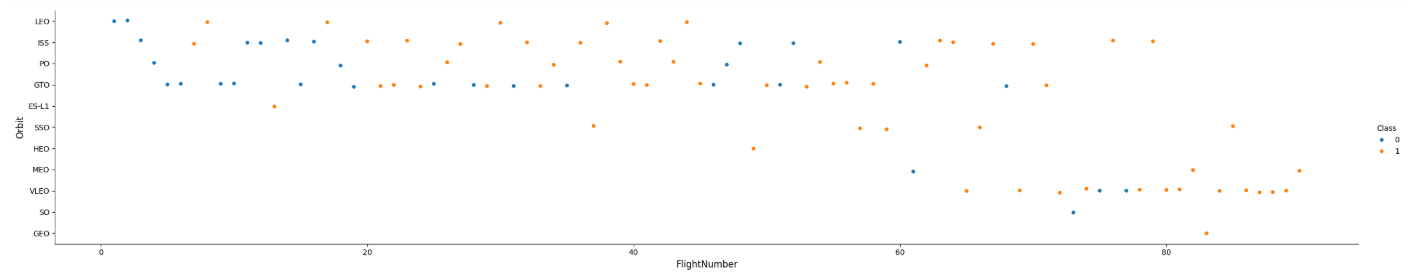 Orbit
LEO
ISS
PO
GTO
ES-L1
SSO
HEO
MEO
VLEO
SO
GEO
0 20 40 60 80
FlightNumber
Class
0
1